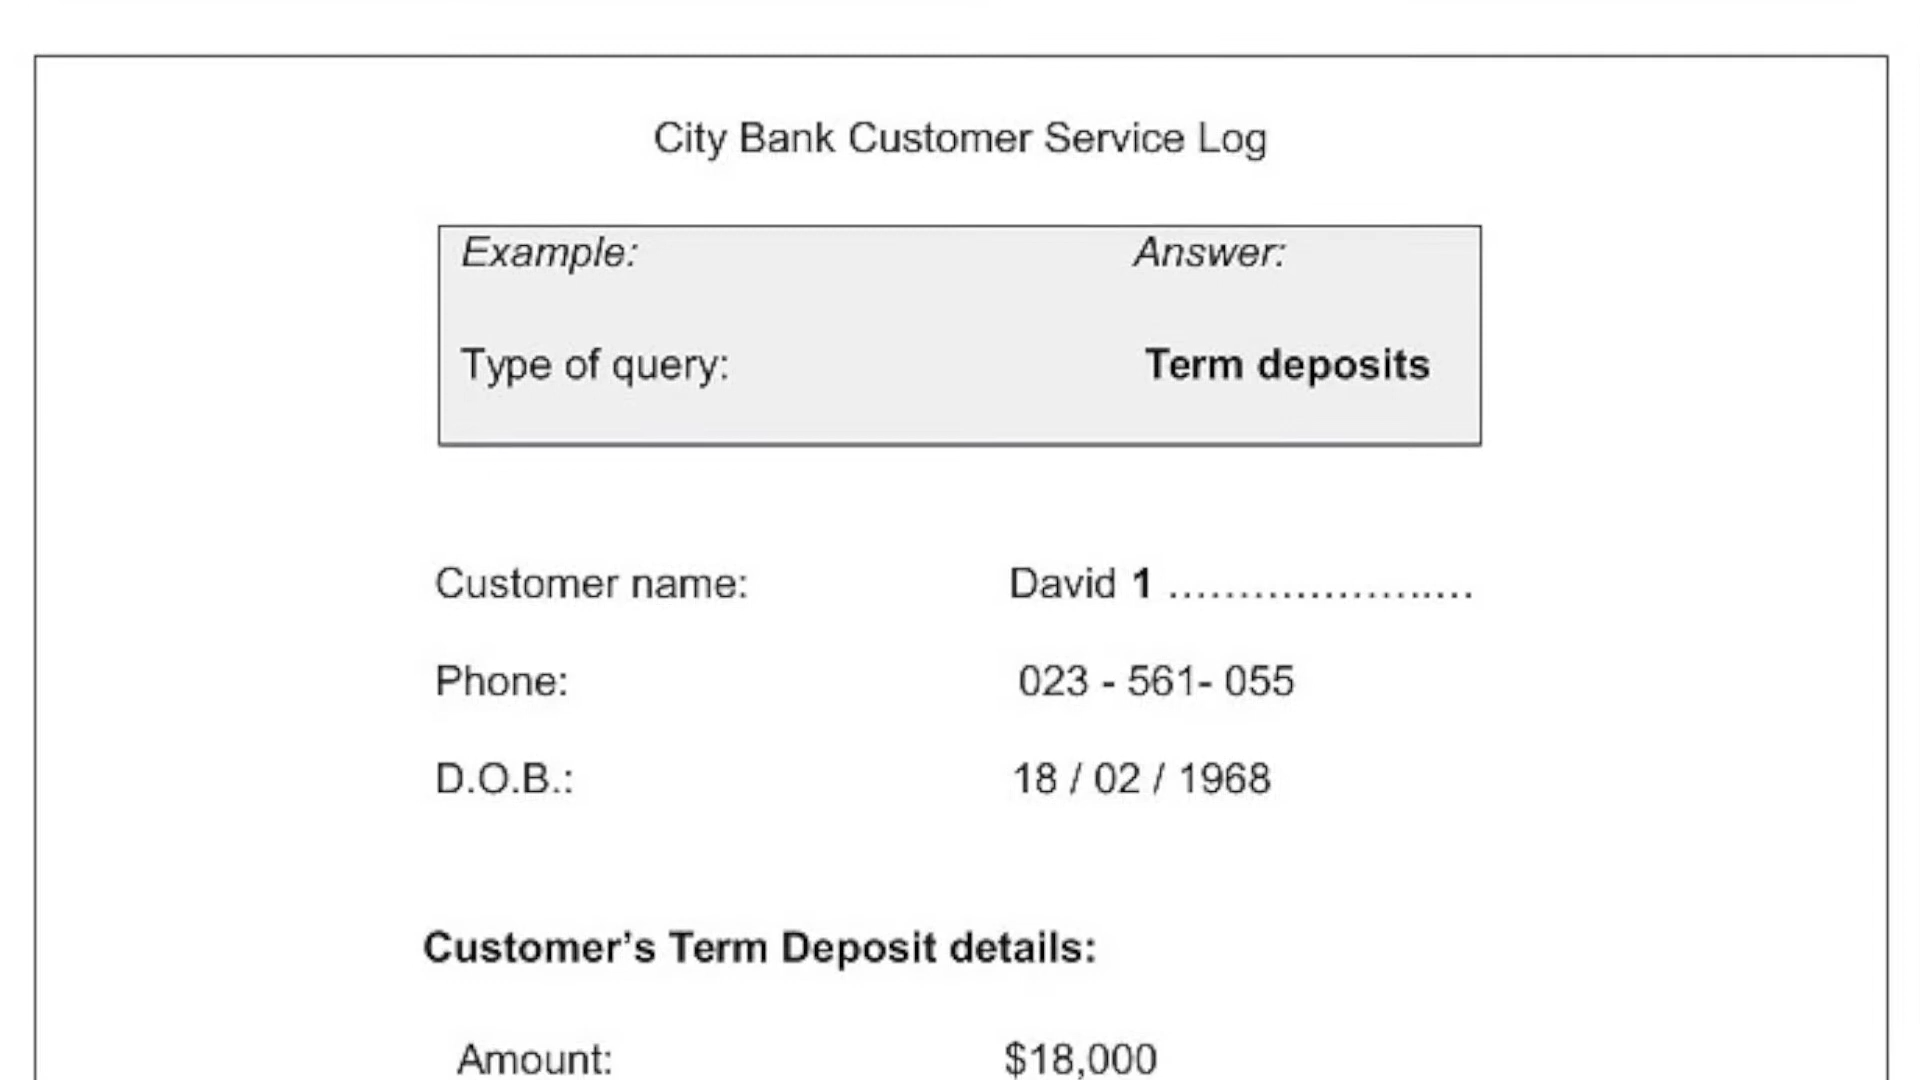 City Bank Customer Service Log
Example: Answer:
Type of query: Term deposits
Customer name: David 1 ........................
Phone: 023 - 561- 055
D.O.B.: 18 / 02 / 1968
Customer’s Term Deposit details:
Amount: $18,000